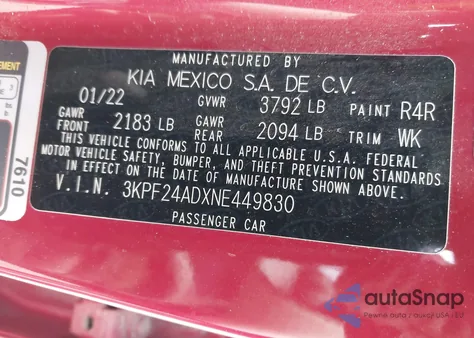 MANUFACTURED BY
KIA MEXICO S.A. DE C.V.
01/22 GVWR 3792 LB PAINT R4R
GAWR FRONT 2183 LB GAWR REAR 2094 LB TRIM WK
THIS VEHICLE CONFORMS TO ALL APPLICABLE U.S. FEDERAL
MOTOR VEHICLE SAFETY, BUMPER, AND THEFT PREVENTION STANDARDS
IN EFFECT ON THE DATE OF MANUFACTURE SHOWN ABOVE.
V.I.N. 3KPF24ADXNE449830
PASSENGER CAR
7610
autoSnap